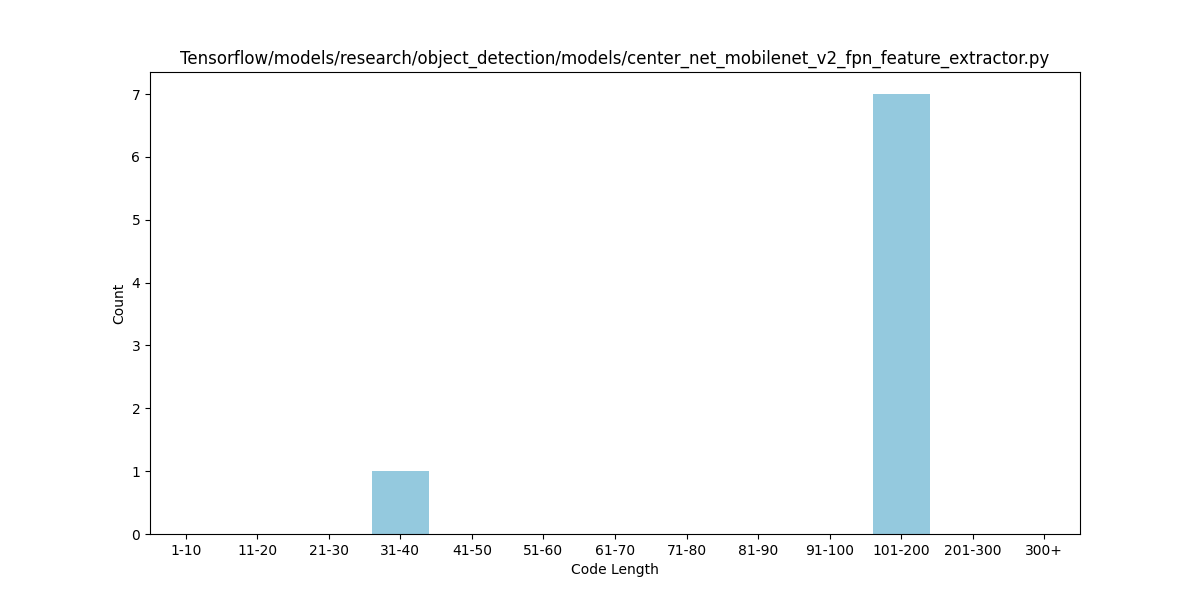 Tensorflow/models/research/object_detection/models/center_net_mobilenet_v2_fpn_feature_extractor.py
7
6
5
4
3
2
1
0
Count
1-10 11-20 21-30 31-40 41-50 51-60 61-70 71-80 81-90 91-100 101-200 201-300 300+
Code Length